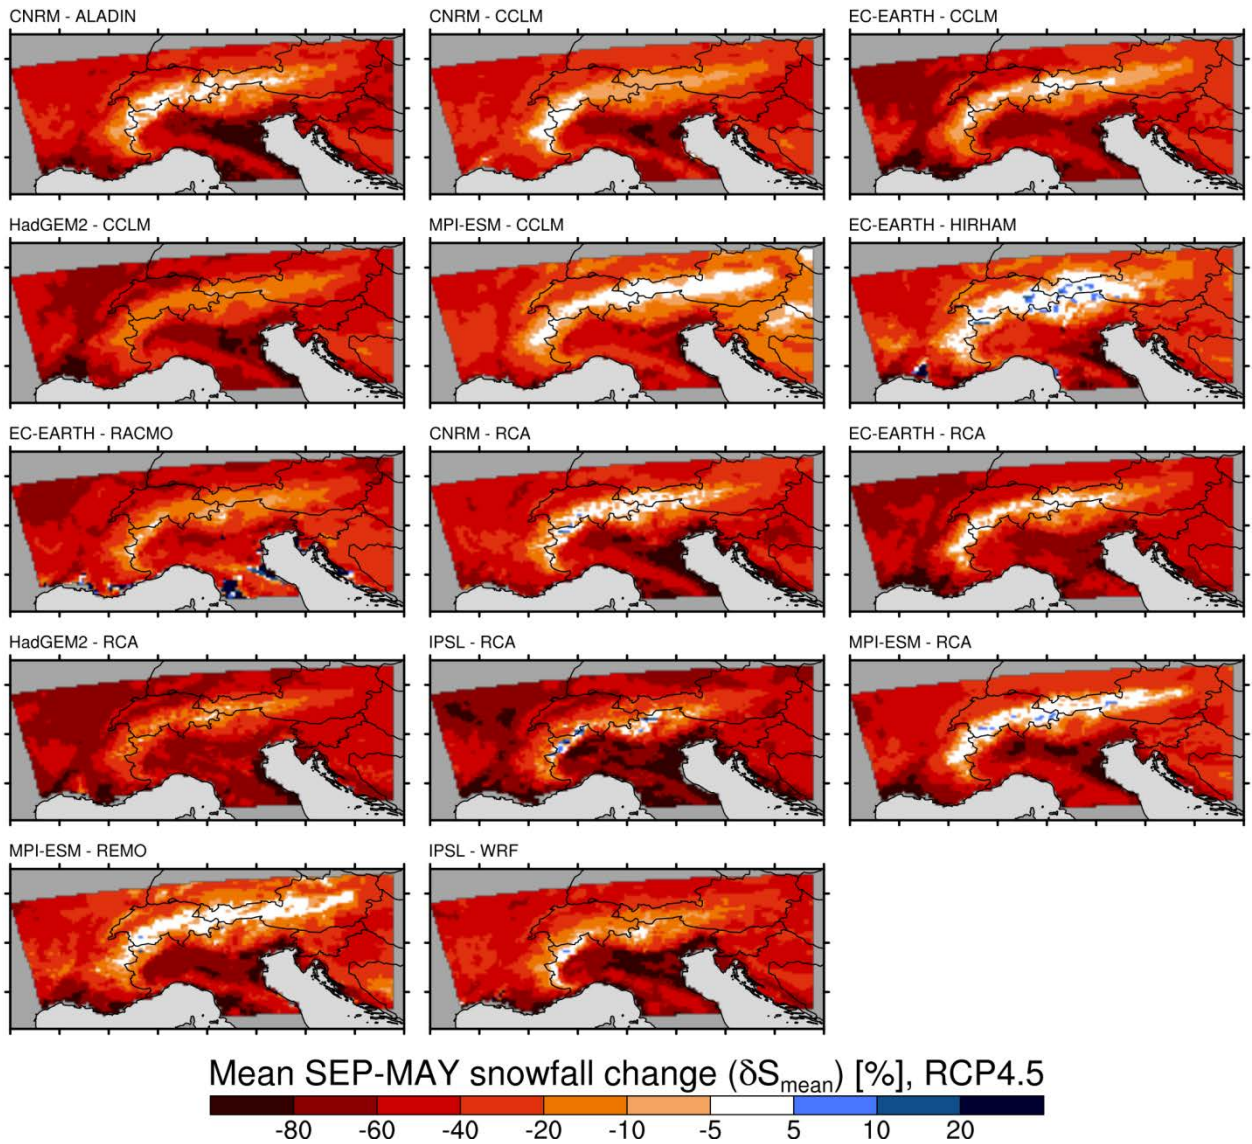 CNRM - ALADIN
CNRM - CCLM
EC-EARTH - CCLM
HadGEM2 - CCLM
MPI-ESM - CCLM
EC-EARTH - HIRHAM
EC-EARTH - RACMO
CNRM - RCA
EC-EARTH - RCA
HadGEM2 - RCA
IPSL - RCA
MPI-ESM - RCA
MPI-ESM - REMO
IPSL - WRF
Mean SEP-MAY snowfall change (δS_mean) [%], RCP4.5
-80 -60 -40 -20 -10 -5 5 10 20